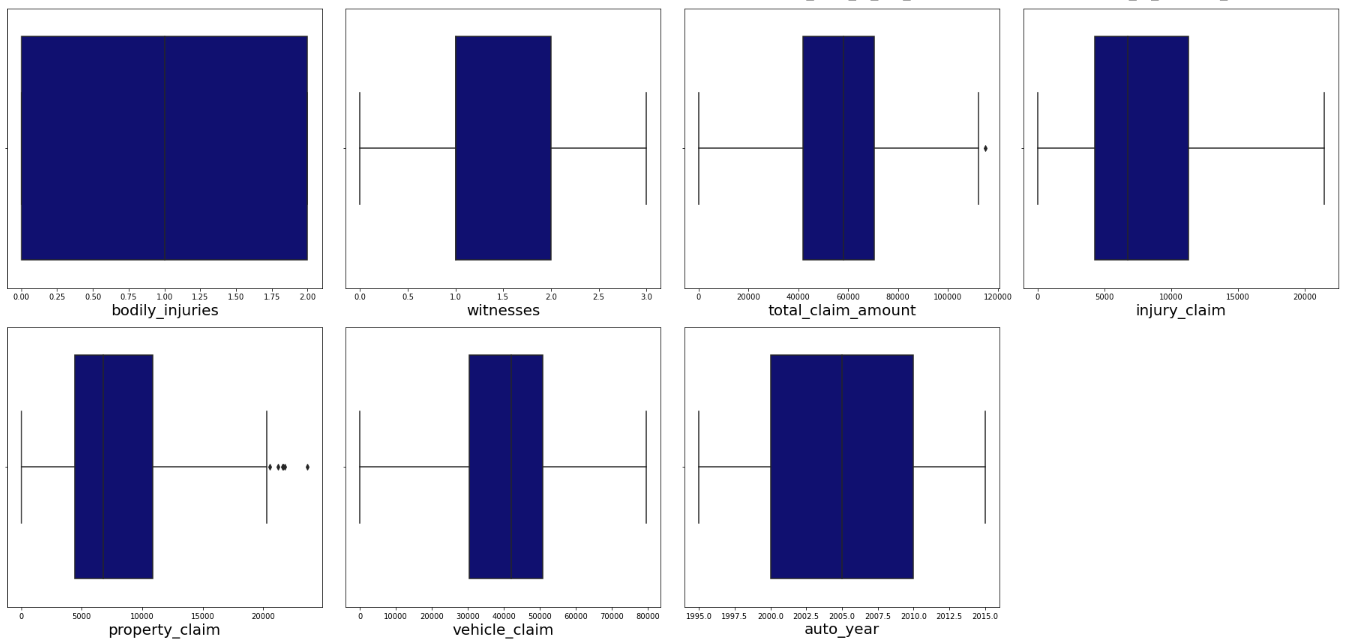 0.00 0.25 0.50 0.75 1.00 1.25 1.50 1.75 2.00
bodily_injuries
0.0 0.5 1.0 1.5 2.0 2.5 3.0
witnesses
0 20000 40000 60000 80000 100000 120000
total_claim_amount
0 5000 10000 15000 20000
injury_claim
0 5000 10000 15000 20000
property_claim
0 10000 20000 30000 40000 50000 60000 70000 80000
vehicle_claim
1995.0 1997.5 2000.0 2002.5 2005.0 2007.5 2010.0 2012.5 2015.0
auto_year